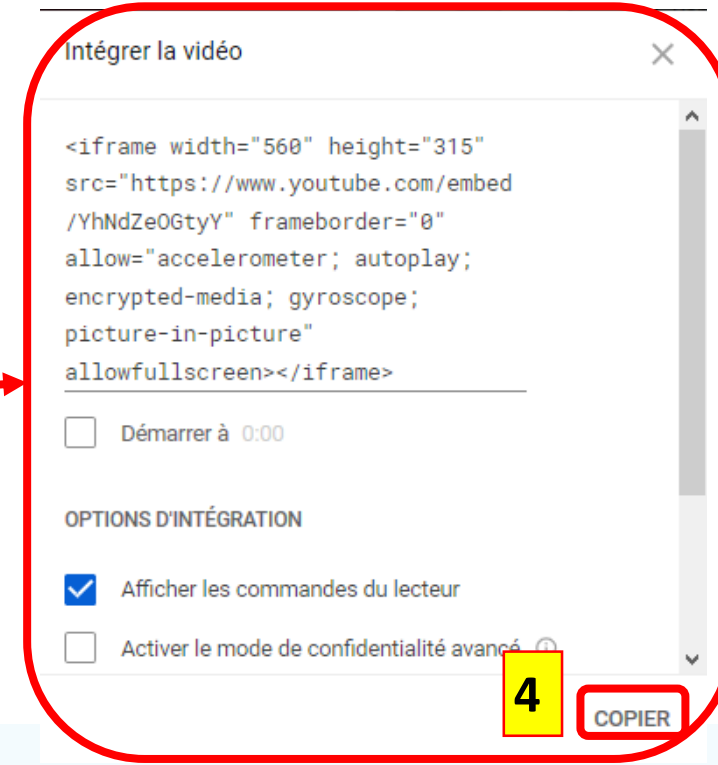 Intégrer la vidéo
<iframe width="560" height="315"
src="https://www.youtube.com/embed
/YhNdZeOGtyY" frameborder="0"
allow="accelerometer; autoplay;
encrypted-media; gyroscope;
picture-in-picture"
allowfullscreen></iframe>
Démarrer à 0:00
OPTIONS D'INTÉGRATION
Afficher les commandes du lecteur
Activer le mode de confidentialité avancé
4
COPIER